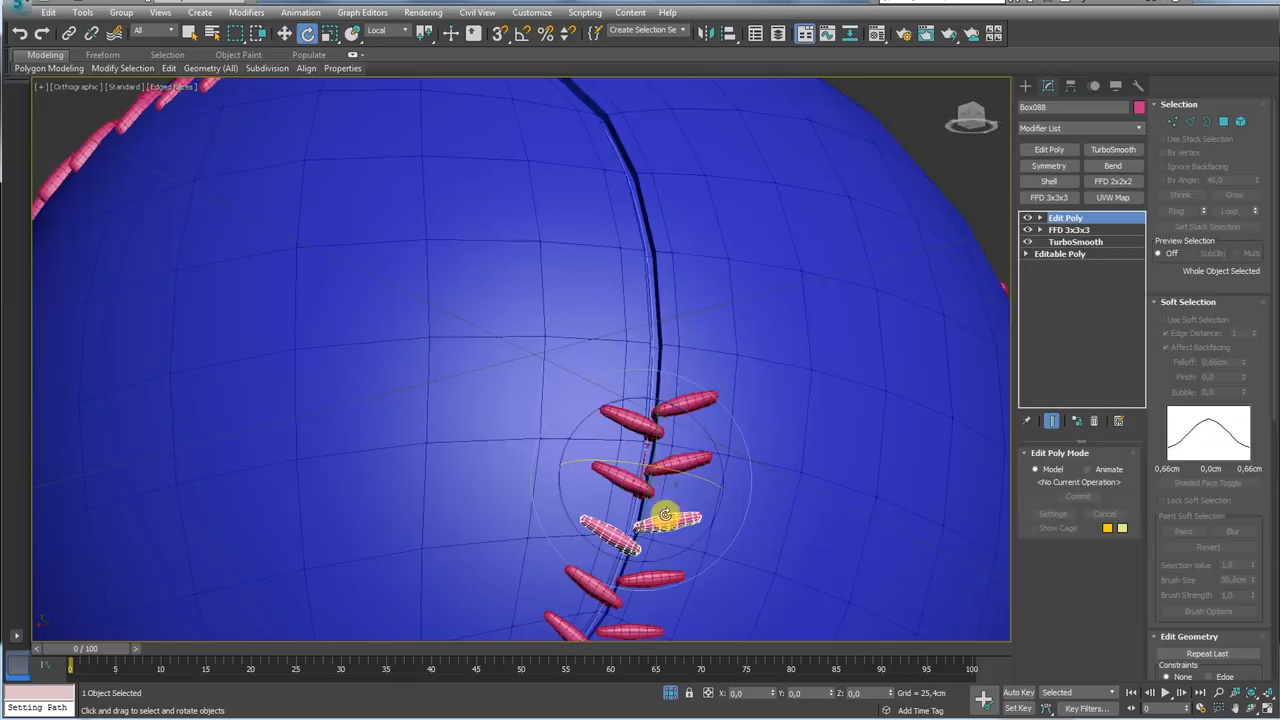 Edit Tools Group Views Create Modifiers Animation Graph Editors Rendering Civil View Customize Scripting Content Help
All Local Create Selection Se
Modeling Freeform Selection Object Paint Populate
Polygon Modeling Modify Selection Edit Geometry (All) Subdivision Align Properties
[+] [Orthographic] [Standard] [Edged Faces]
Box088
Modifier List
Edit Poly TurboSmooth
Symmetry Bend
Shell FFD 2x2x2
FFD 3x3x3 UVW Map
Edit Poly
FFD 3x3x3
TurboSmooth
Editable Poly
Edit Poly Mode
Model Animate
<No Current Operation>
Commit
Settings Cancel
Show Cage
Selection
Use Stack Selection
By Vertex
Ignore Backfacing
By Angle: 45,0
Shrink Grow
Ring Loop
Get Stack Selection
Preview Selection
Off SubObj Multi
Whole Object Selected
Soft Selection
Use Soft Selection
Edge Distance: 1
Affect Backfacing
Falloff: 0,66cm
Pinch: 0,0
Bubble: 0,0
0,66cm 0,0cm 0,66cm
Shaded Face Toggle
Lock Soft Selection
Paint Soft Selection
Paint Blur
Revert
Selection Value: 1,0
Brush Size 50,8cm
Brush Strength 1,0
Brush Options
Edit Geometry
Repeat Last
Constraints
None Edge
0 / 100
0 5 10 15 20 25 30 35 40 45 50 55 60 65 70 75 80 85 90 95 100
1 Object Selected X: 0,0 Y: 0,0 Z: 0,0 Grid = 25,4cm Auto Key Selected
Setting Path Click and drag to select and rotate objects Add Time Tag Set Key Key Filters... 0